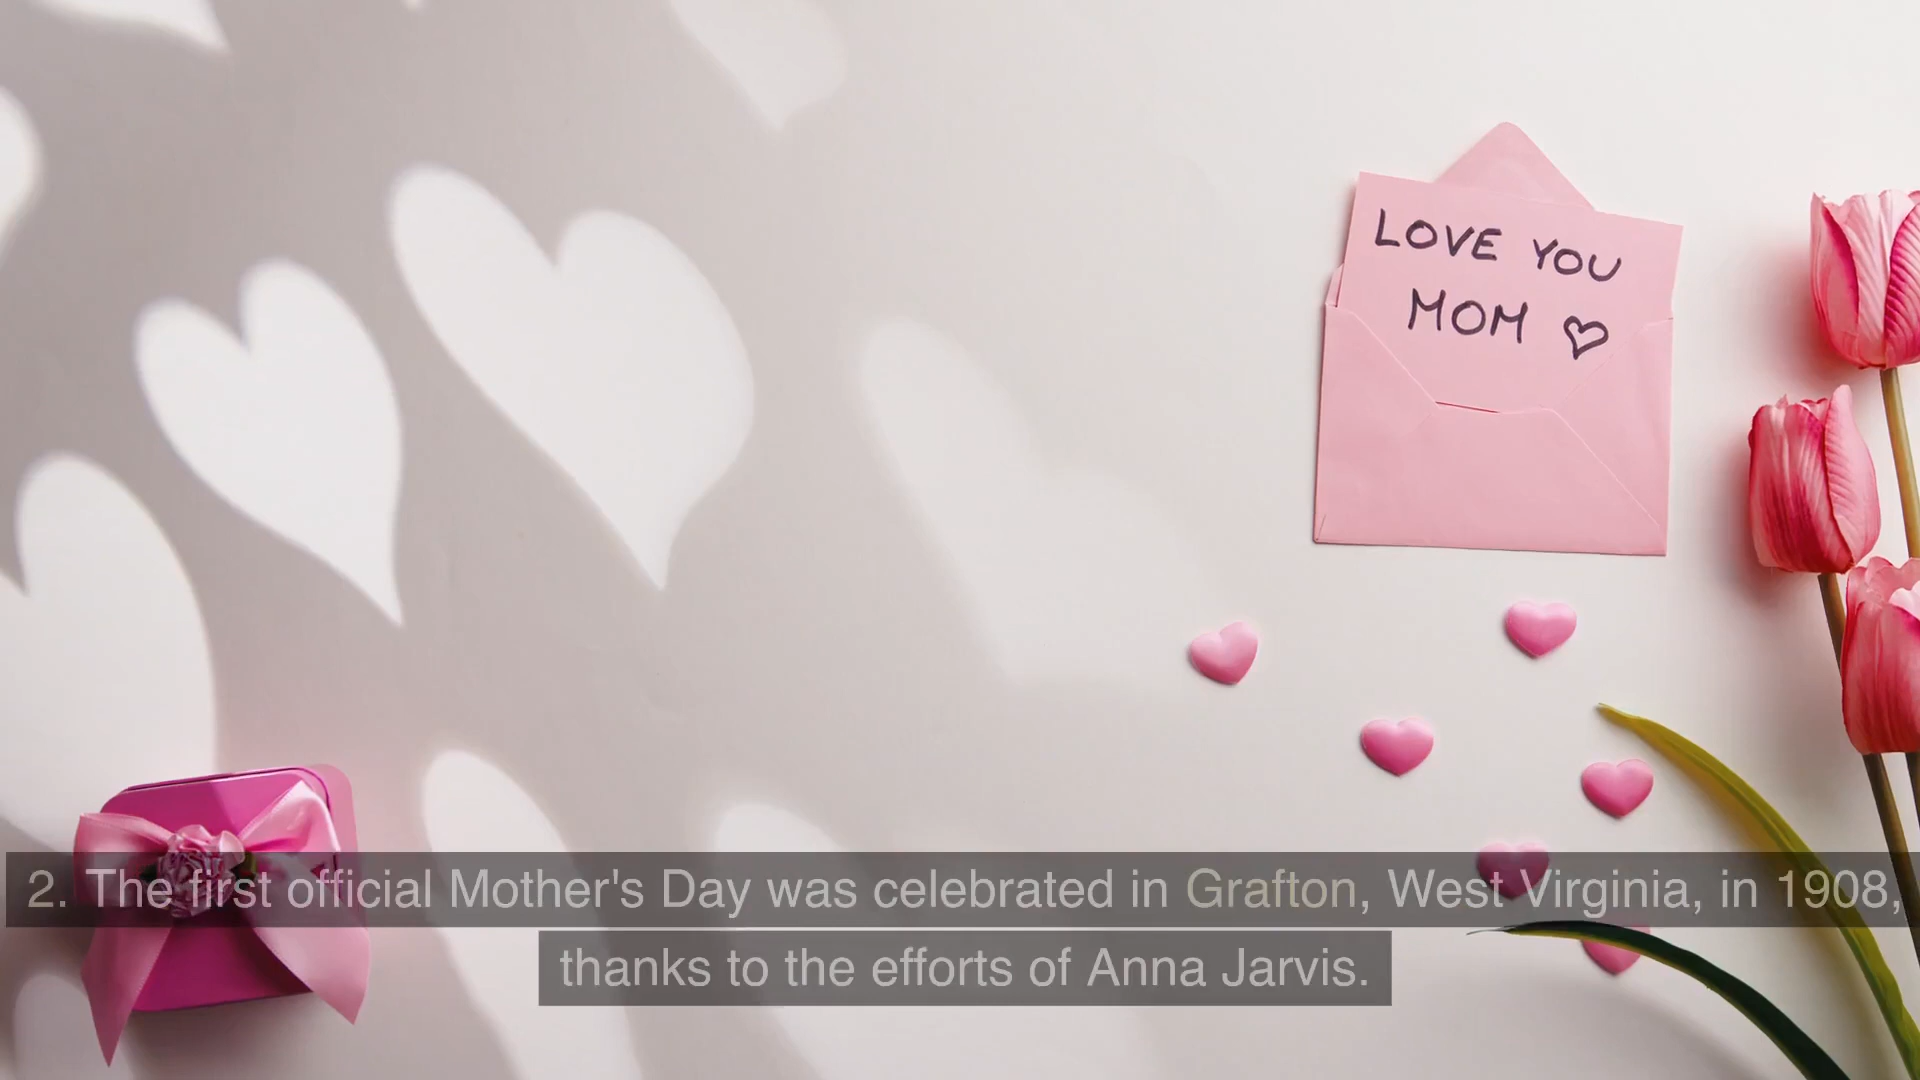 LOVE YOU
MOM ♡
2. The first official Mother's Day was celebrated in Grafton, West Virginia, in 1908,
thanks to the efforts of Anna Jarvis.